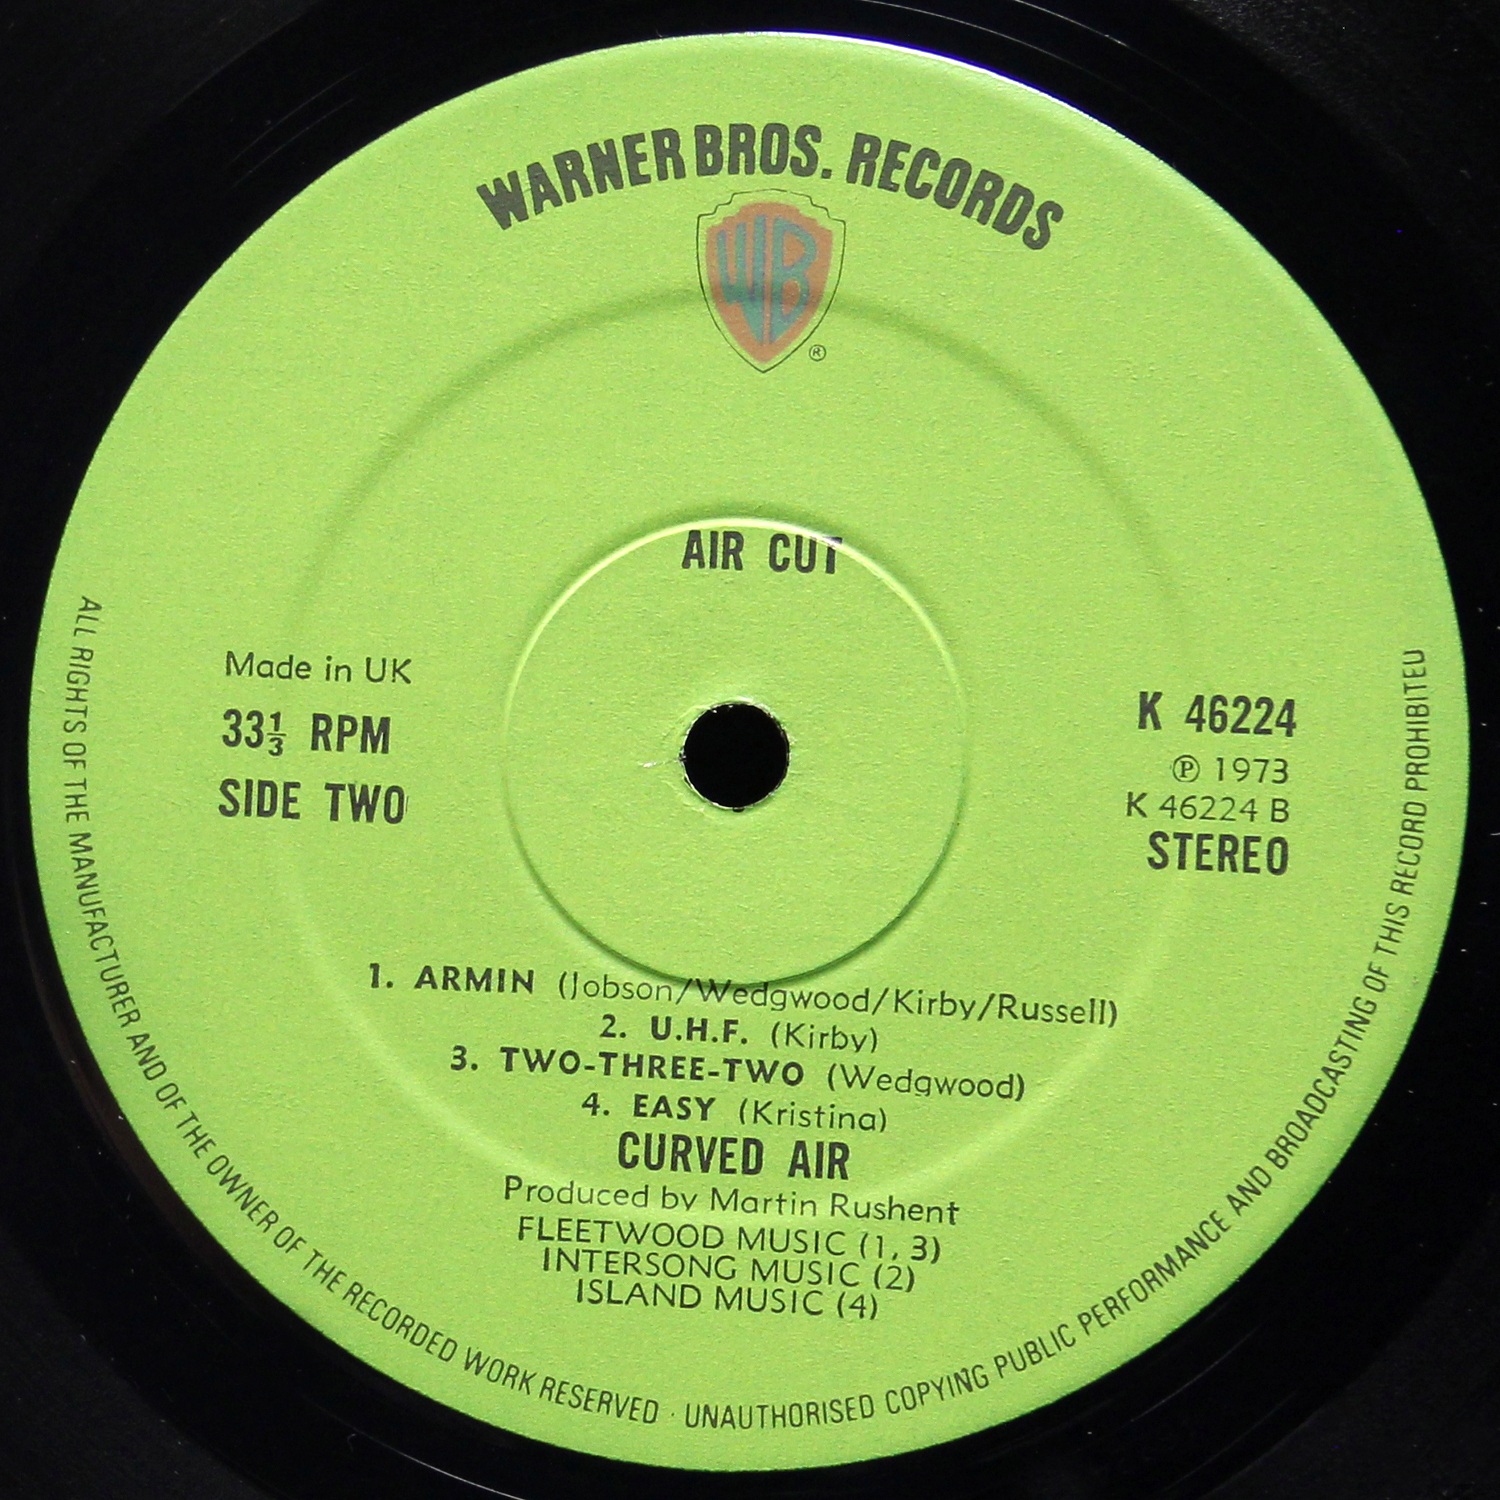 WARNER BROS. RECORDS
WB
®
AIR CUT
Made in UK
33⅓ RPM
SIDE TWO
K 46224
℗ 1973
K 46224 B
STEREO
1. ARMIN (Jobson/Wedgwood/Kirby/Russell)
2. U.H.F. (Kirby)
3. TWO-THREE-TWO (Wedgwood)
4. EASY (Kristina)
CURVED AIR
Produced by Martin Rushent
FLEETWOOD MUSIC (1, 3)
INTERSONG MUSIC (2)
ISLAND MUSIC (4)
ALL RIGHTS OF THE MANUFACTURER AND OF THE OWNER OF THE RECORDED WORK RESERVED · UNAUTHORISED COPYING PUBLIC PERFORMANCE AND BROADCASTING OF THIS RECORD PROHIBITED